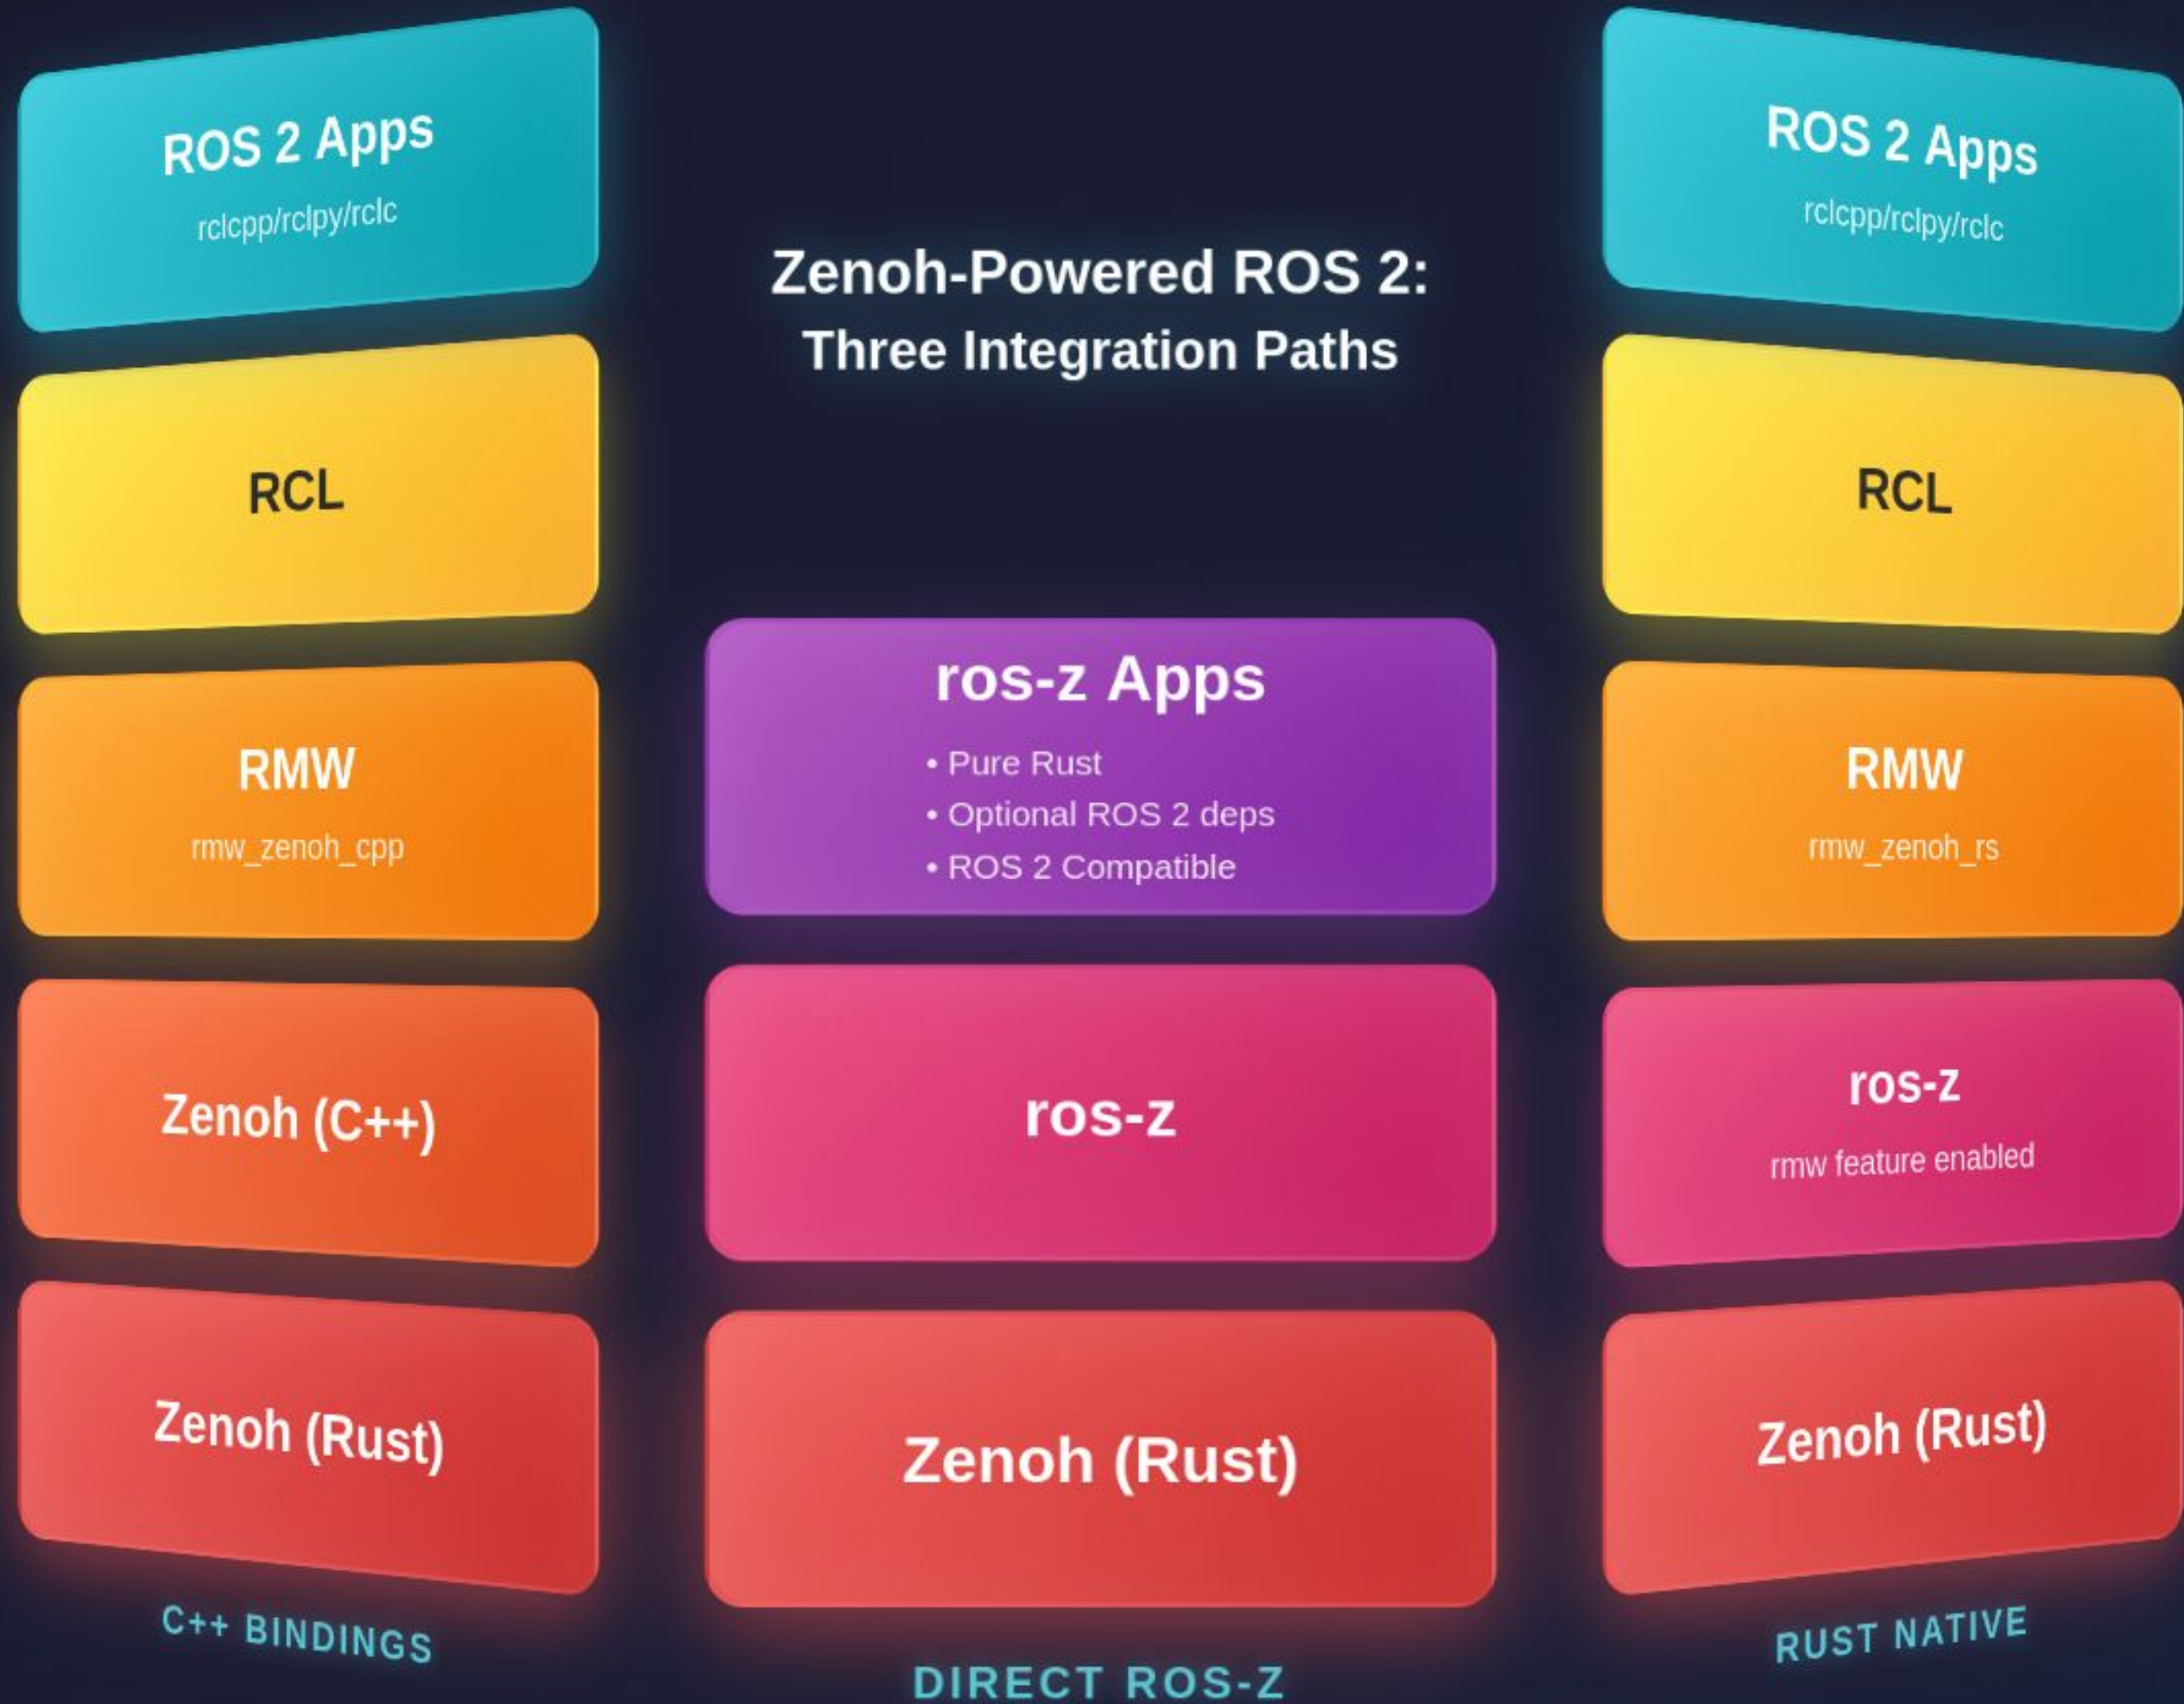 ROS 2 Apps
rclcpp/rclpy/rclc
RCL
RMW
rmw_zenoh_cpp
Zenoh (C++)
Zenoh (Rust)
C++ BINDINGS
Zenoh-Powered ROS 2:
Three Integration Paths
ros-z Apps
• Pure Rust
• Optional ROS 2 deps
• ROS 2 Compatible
ros-z
Zenoh (Rust)
DIRECT ROS-Z
ROS 2 Apps
rclcpp/rclpy/rclc
RCL
RMW
rmw_zenoh_rs
ros-z
rmw feature enabled
Zenoh (Rust)
RUST NATIVE